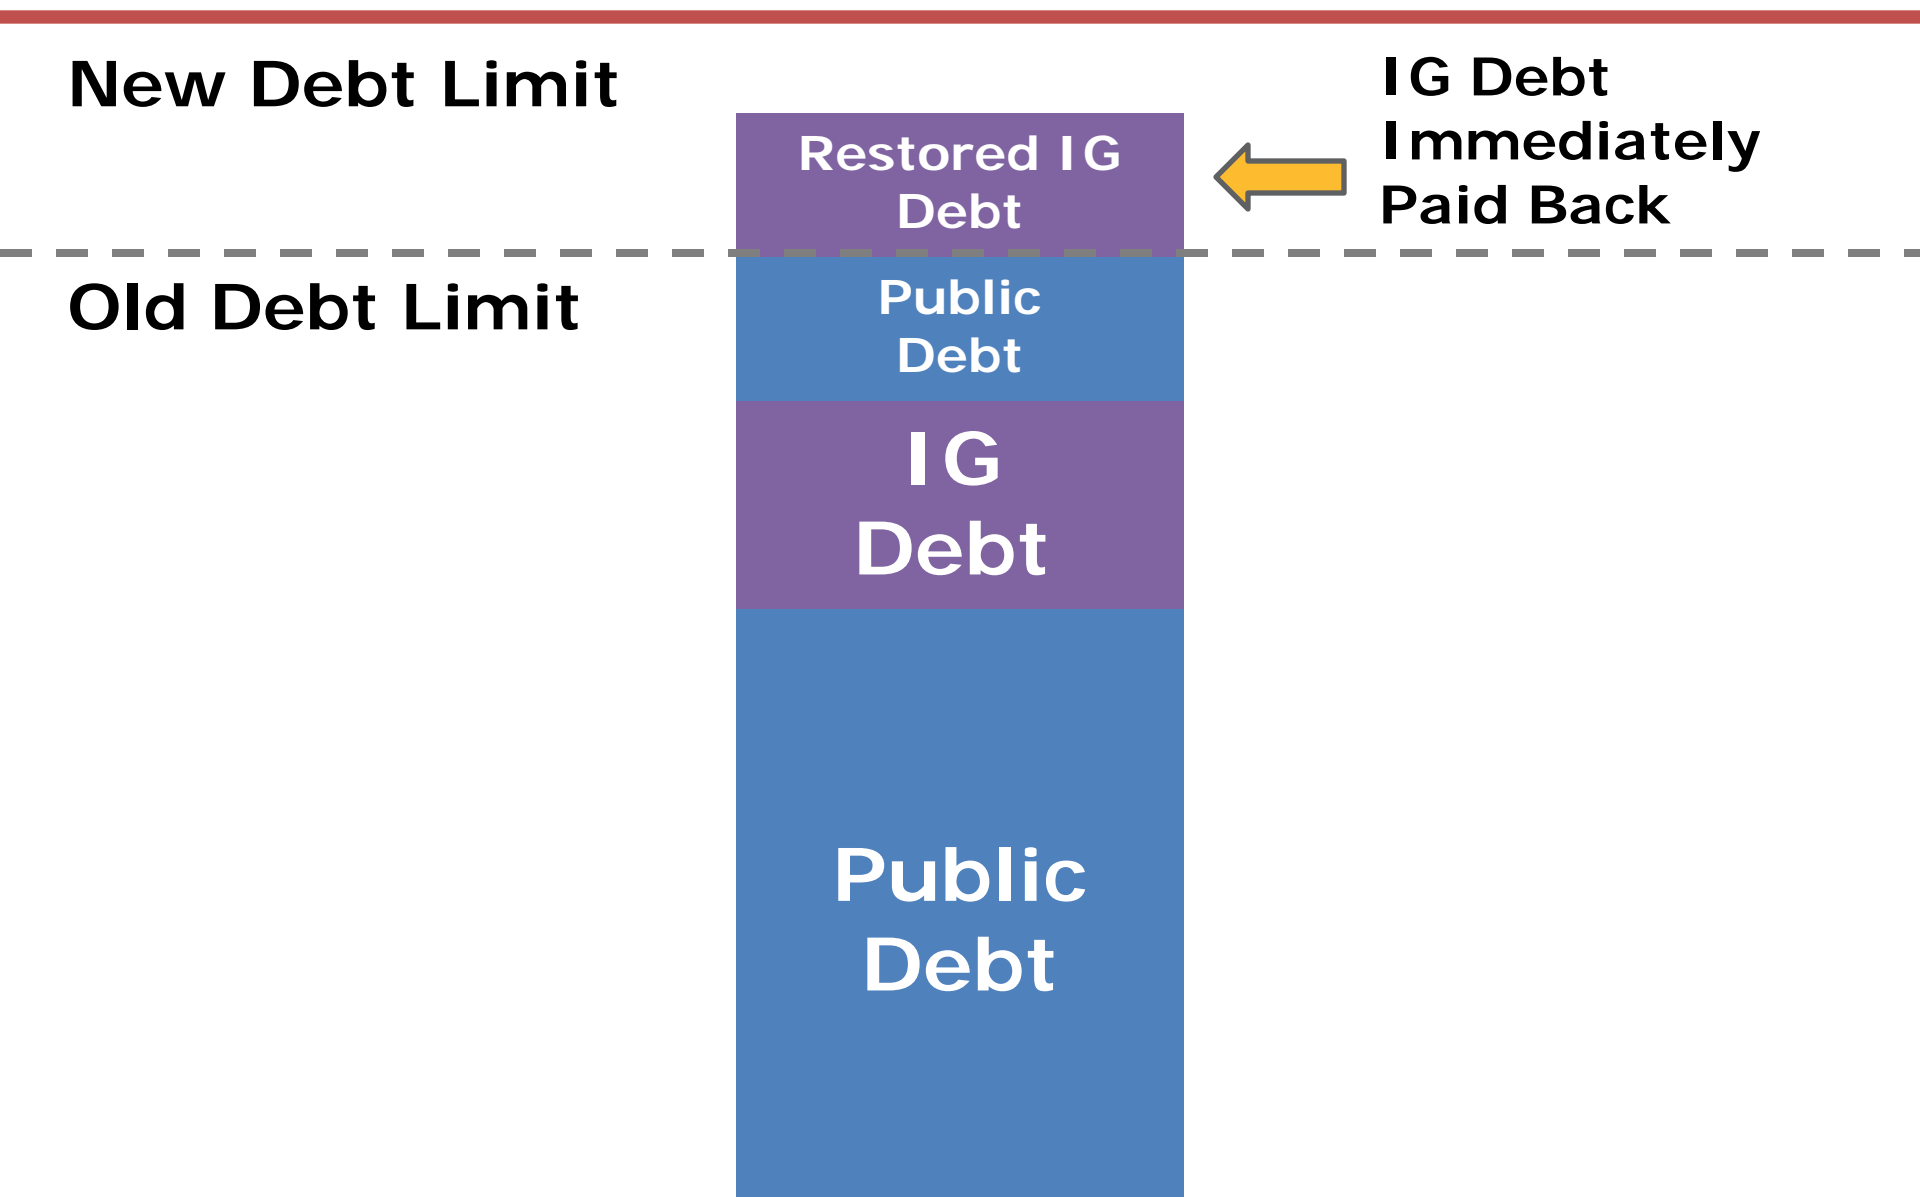 New Debt Limit
IG Debt
Immediately
Paid Back
Restored IG
Debt
Old Debt Limit
Public
Debt
IG
Debt
Public
Debt